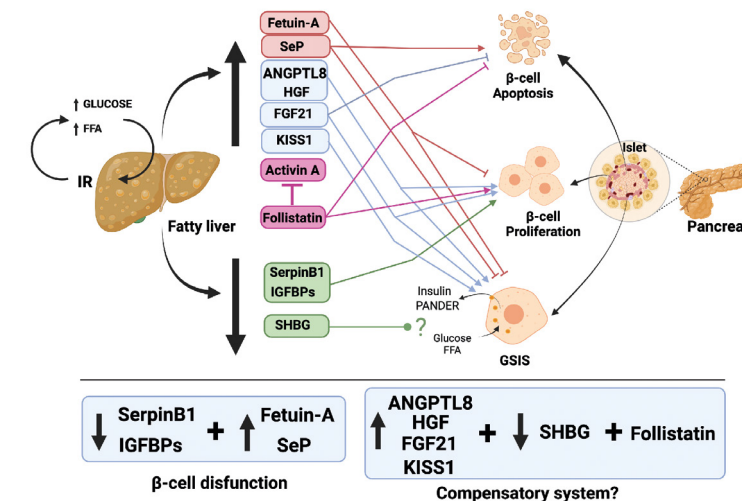 Fetuin-A
SeP
ANGPTL8
HGF
FGF21
KISS1
Activin A
Follistatin
SerpinB1
IGFBPs
SHBG
?
↑ GLUCOSE
↑ FFA
IR
Fatty liver
β-cell
Apoptosis
β-cell
Proliferation
Islet
Pancrea
Insulin
PANDER
Glucose
FFA
GSIS
SerpinB1
IGFBPs
+
Fetuin-A
SeP
β-cell disfunction
ANGPTL8
HGF
FGF21
KISS1
+
SHBG
+ Follistatin
Compensatory system?